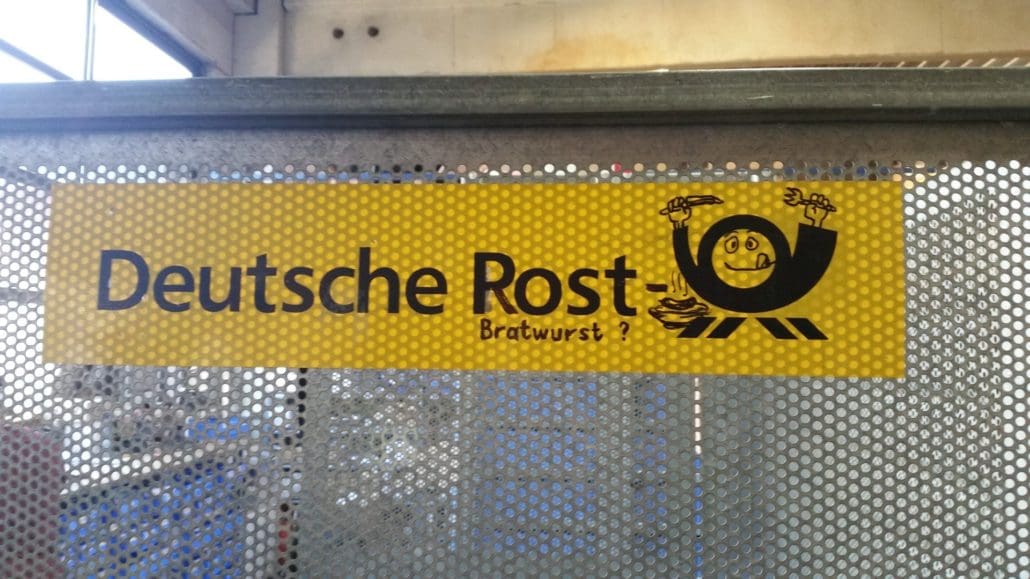 Deutsche Rost-
Bratwurst ?